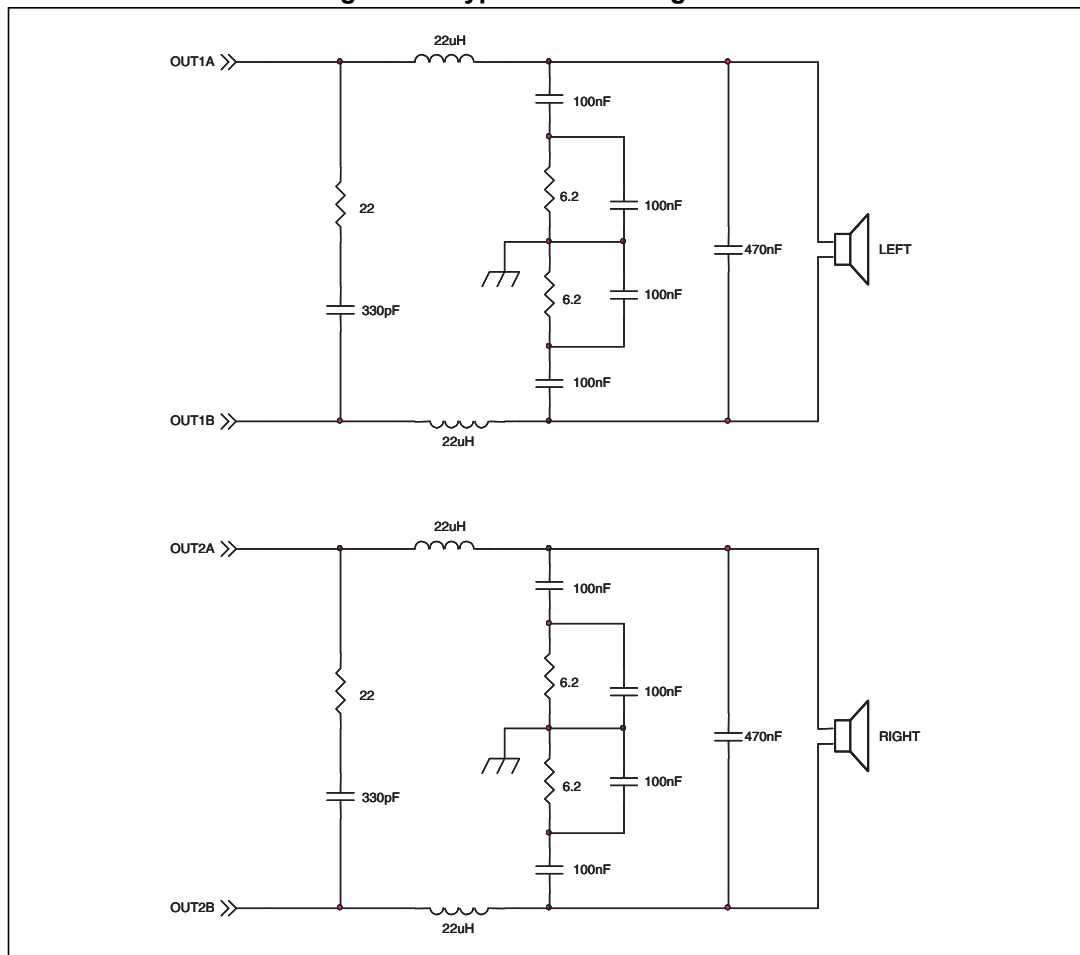 22uH
OUT1A
100nF
22
6.2
100nF
470nF
LEFT
6.2
100nF
330pF
100nF
OUT1B
22uH
22uH
OUT2A
100nF
22
6.2
100nF
470nF
RIGHT
6.2
100nF
330pF
100nF
OUT2B
22uH